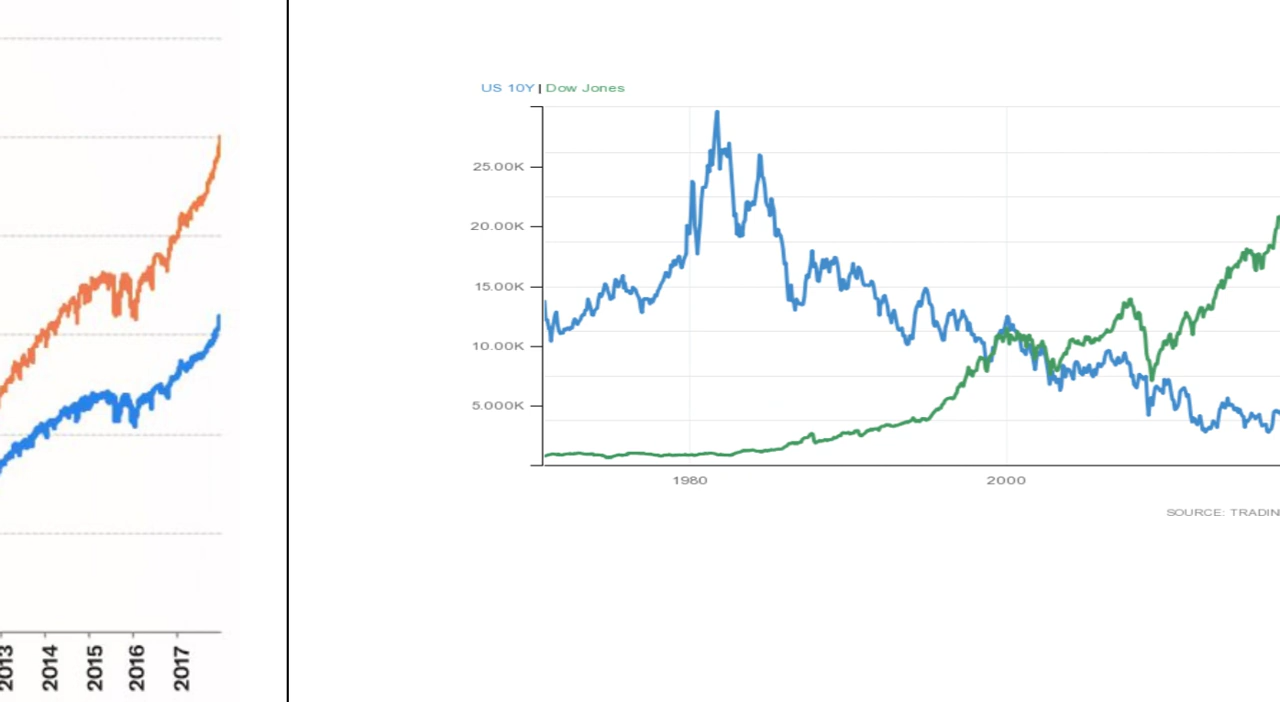 2013
2014
2015
2016
2017
US 10Y | Dow Jones
25.00K
20.00K
15.00K
10.00K
5.000K
1980
2000
SOURCE: TRADIN